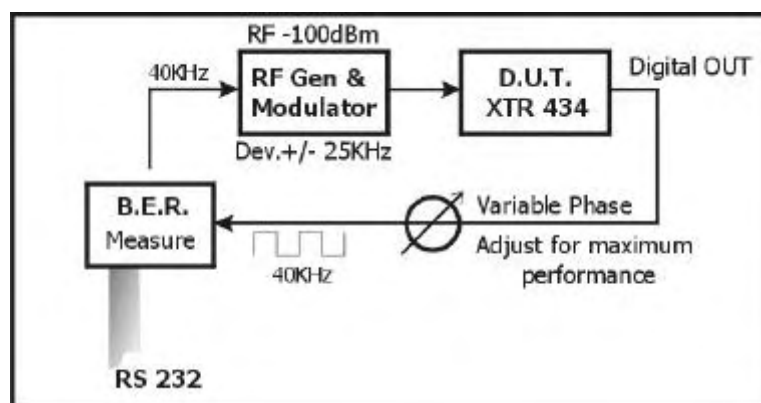 RF -100dBm
40KHz
RF Gen &
Modulator
Dev.+/- 25KHz
D.U.T.
XTR 434
Digital OUT
B.E.R.
Measure
40KHz
Variable Phase
Adjust for maximum
performance
RS 232